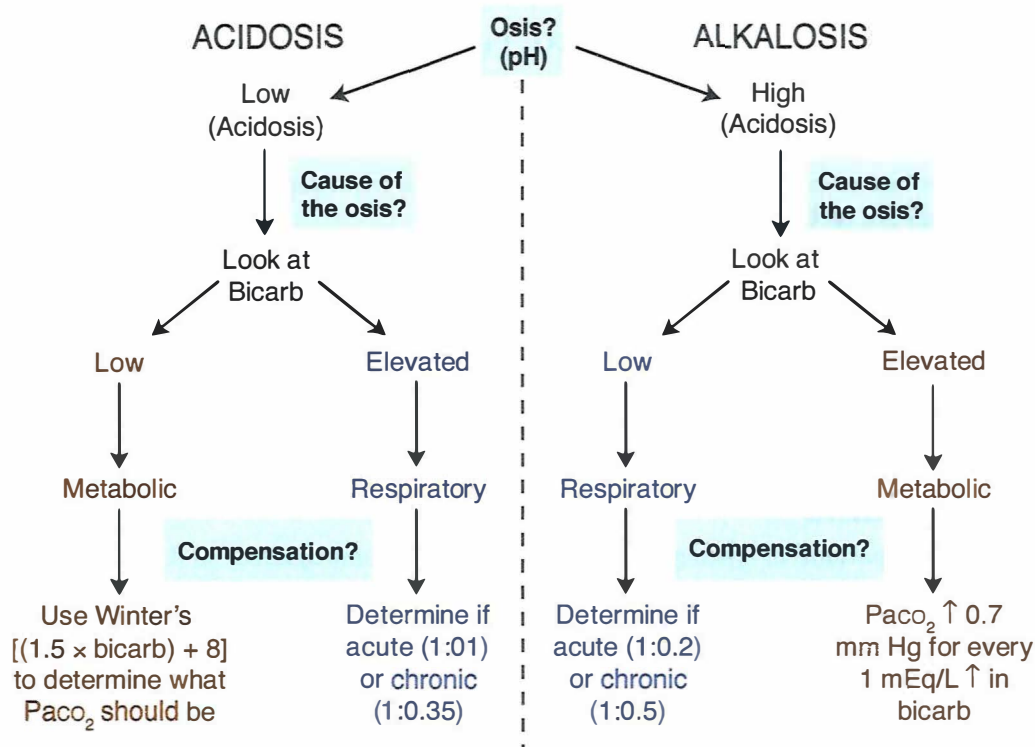 ACIDOSIS
Osis?
(pH)
ALKALOSIS
Low
(Acidosis)
High
(Acidosis)
Cause of
the osis?
Cause of
the osis?
Look at
Bicarb
Look at
Bicarb
Low
Elevated
Low
Elevated
Metabolic
Respiratory
Respiratory
Metabolic
Compensation?
Compensation?
Use Winter's
[(1.5 × bicarb) + 8]
to determine what
Paco₂ should be
Determine if
acute (1:01)
or chronic
(1:0.35)
Determine if
acute (1:0.2)
or chronic
(1:0.5)
Paco₂ ↑ 0.7
mm Hg for every
1 mEq/L ↑ in
bicarb